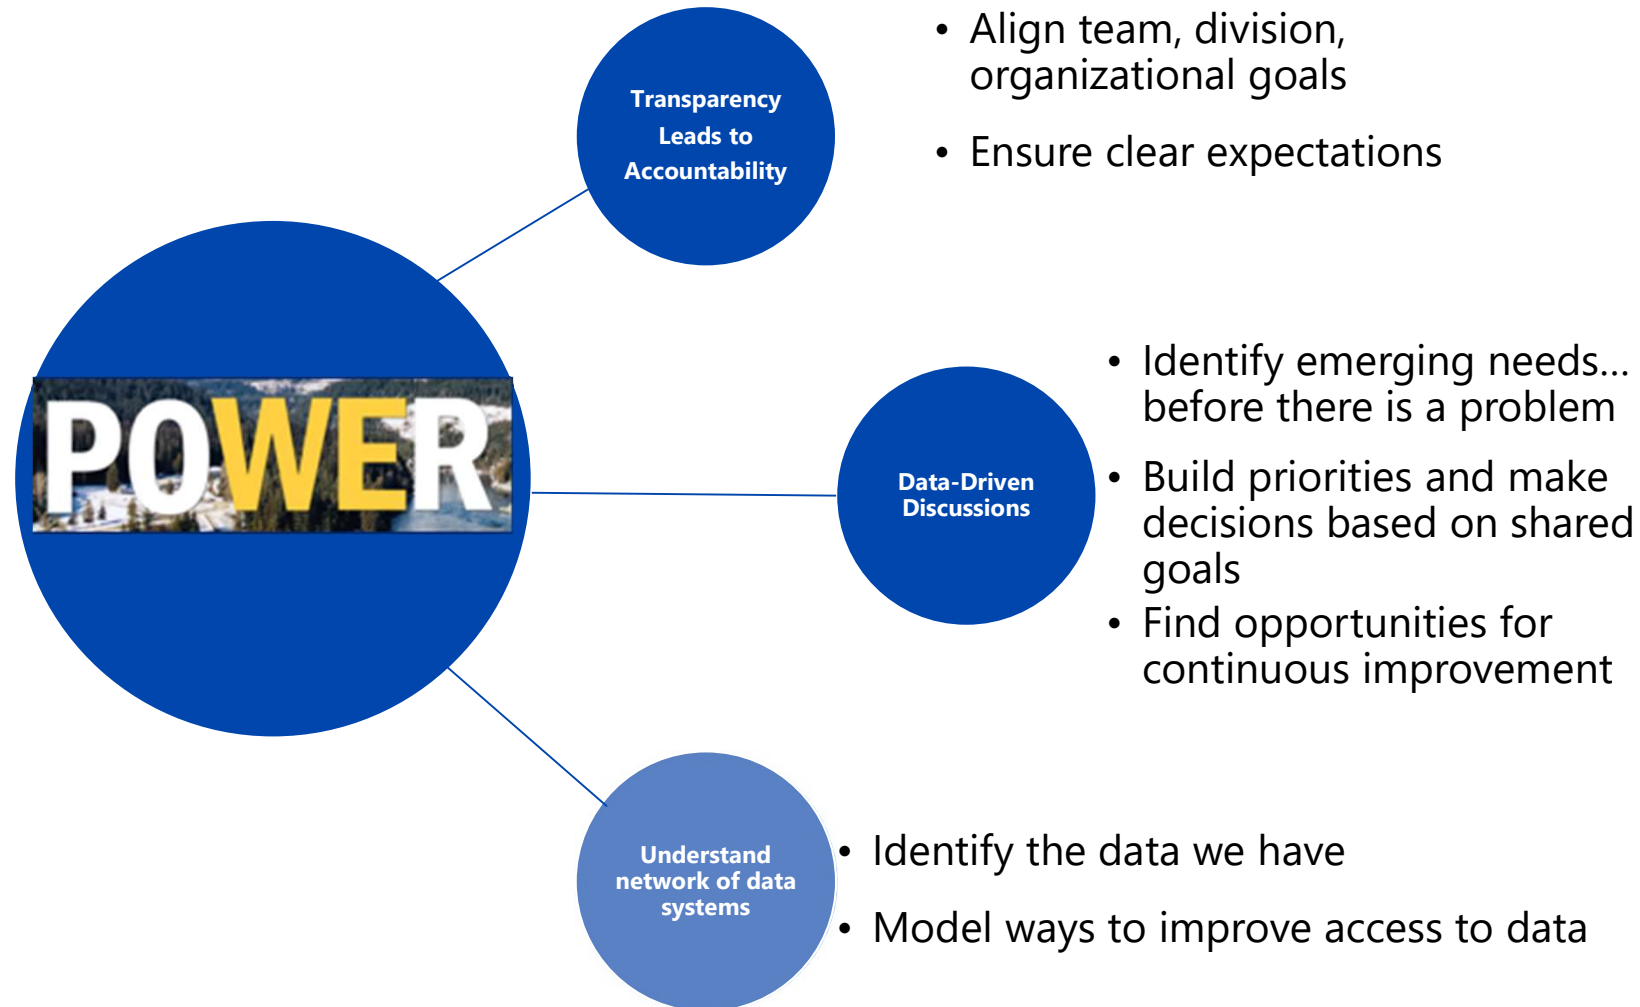 POWER
Transparency
Leads to
Accountability
• Align team, division,
organizational goals
• Ensure clear expectations
Data-Driven
Discussions
• Identify emerging needs…
before there is a problem
• Build priorities and make
decisions based on shared
goals
• Find opportunities for
continuous improvement
Understand
network of data
systems
• Identify the data we have
• Model ways to improve access to data